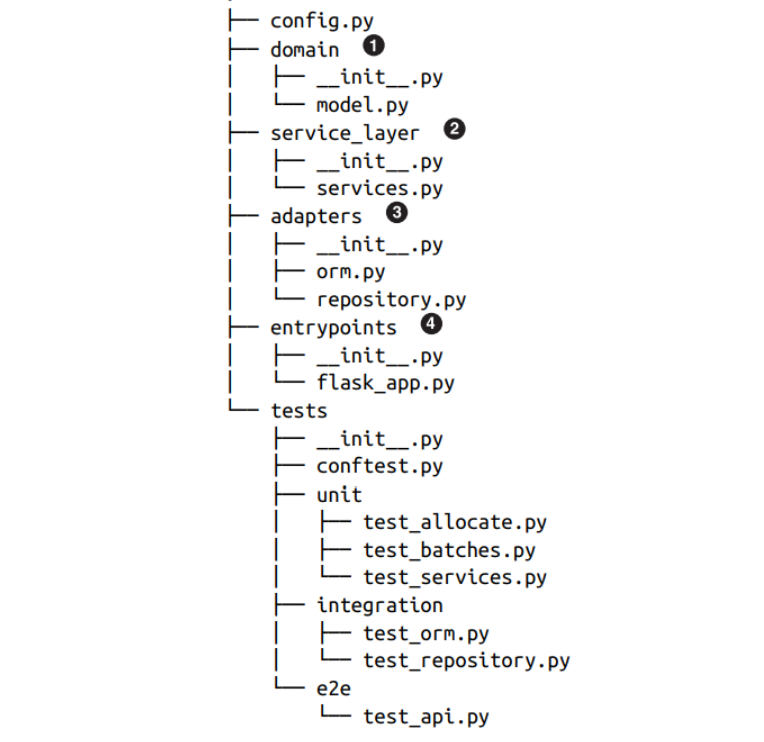 ├── config.py
├── domain ❶
│   ├── __init__.py
│   └── model.py
├── service_layer ❷
│   ├── __init__.py
│   └── services.py
├── adapters ❸
│   ├── __init__.py
│   ├── orm.py
│   └── repository.py
├── entrypoints ❹
│   ├── __init__.py
│   └── flask_app.py
└── tests
    ├── __init__.py
    ├── conftest.py
    ├── unit
    │   ├── test_allocate.py
    │   ├── test_batches.py
    │   └── test_services.py
    ├── integration
    │   ├── test_orm.py
    │   └── test_repository.py
    └── e2e
        └── test_api.py